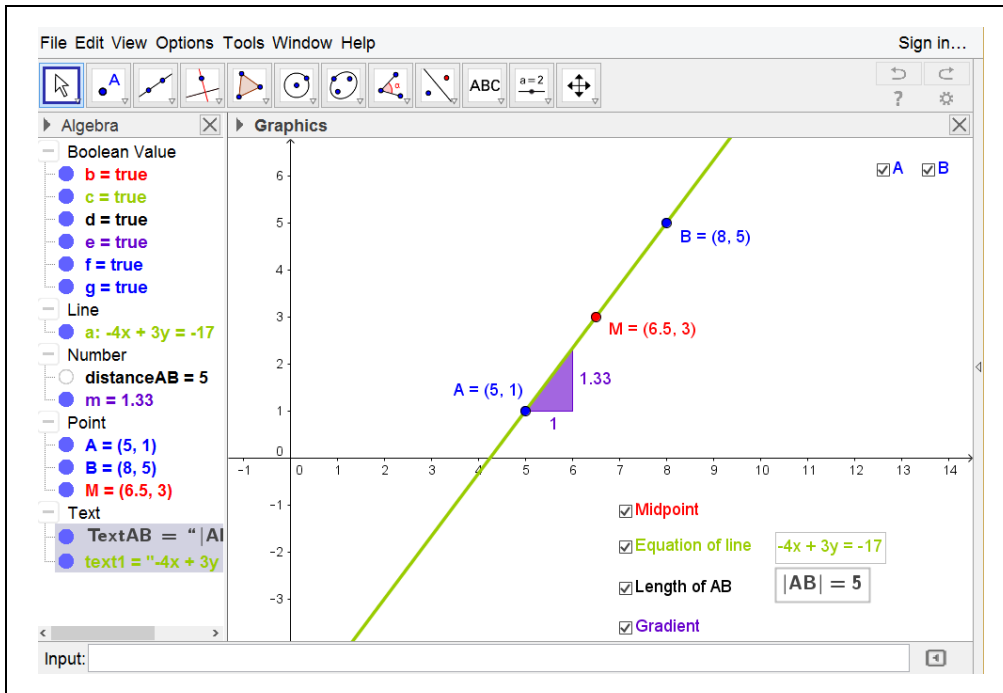 File Edit View Options Tools Window Help Sign in...
A α ABC a=2
?
Algebra
Graphics
Boolean Value
b = true
c = true
d = true
e = true
f = true
g = true
Line
a: -4x + 3y = -17
Number
distanceAB = 5
m = 1.33
Point
A = (5, 1)
B = (8, 5)
M = (6.5, 3)
Text
TextAB = “|Al
text1 = "-4x + 3y
A B
6
5
4
3
2
1
0
-1
-2
-3
-1 0 1 2 3 4 5 6 7 8 9 10 11 12 13 14
B = (8, 5)
M = (6.5, 3)
A = (5, 1)
1.33
1
Midpoint
Equation of line -4x + 3y = -17
Length of AB |AB| = 5
Gradient
Input: